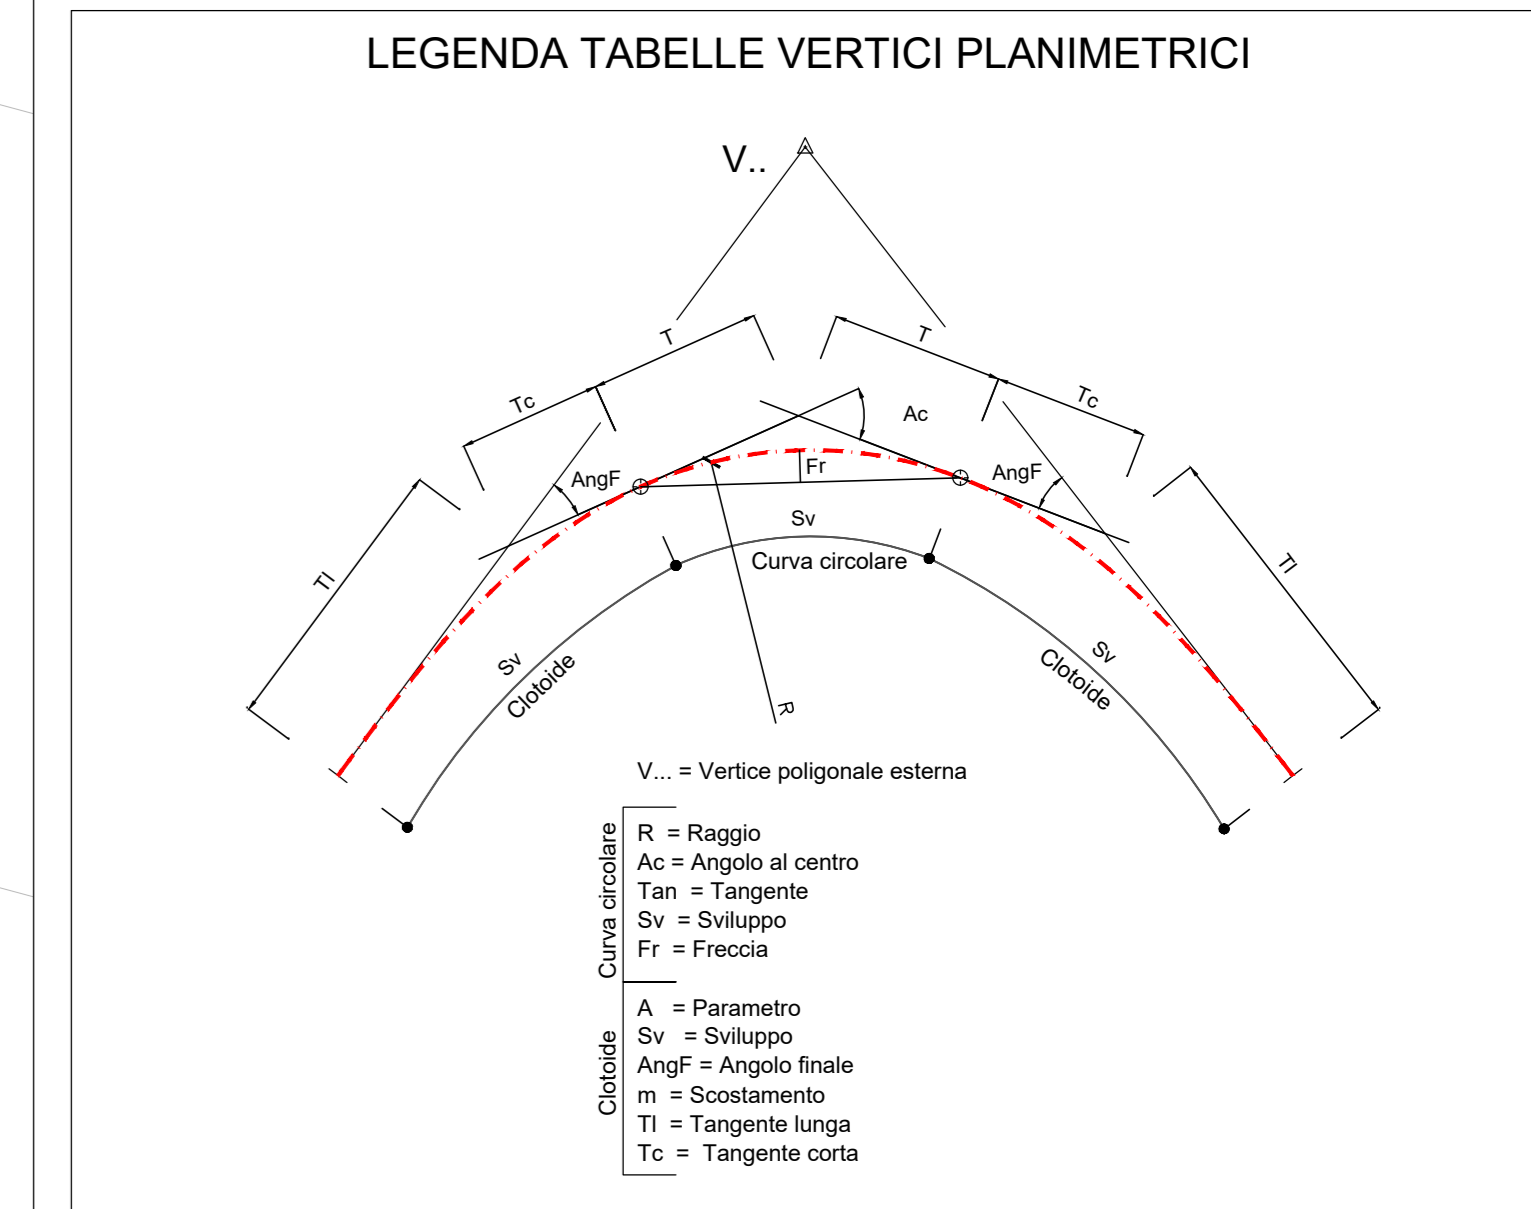 LEGENDA TABELLE VERTICI PLANIMETRICI
V..
T
T
Tc
Tc
Ac
AngF
Fr
AngF
Sv
Curva circolare
Tl
Tl
Sv
Clotoide
Sv
Clotoide
R
V... = Vertice poligonale esterna
Curva circolare
R = Raggio
Ac = Angolo al centro
Tan = Tangente
Sv = Sviluppo
Fr = Freccia
Clotoide
A = Parametro
Sv = Sviluppo
AngF = Angolo finale
m = Scostamento
Tl = Tangente lunga
Tc = Tangente corta